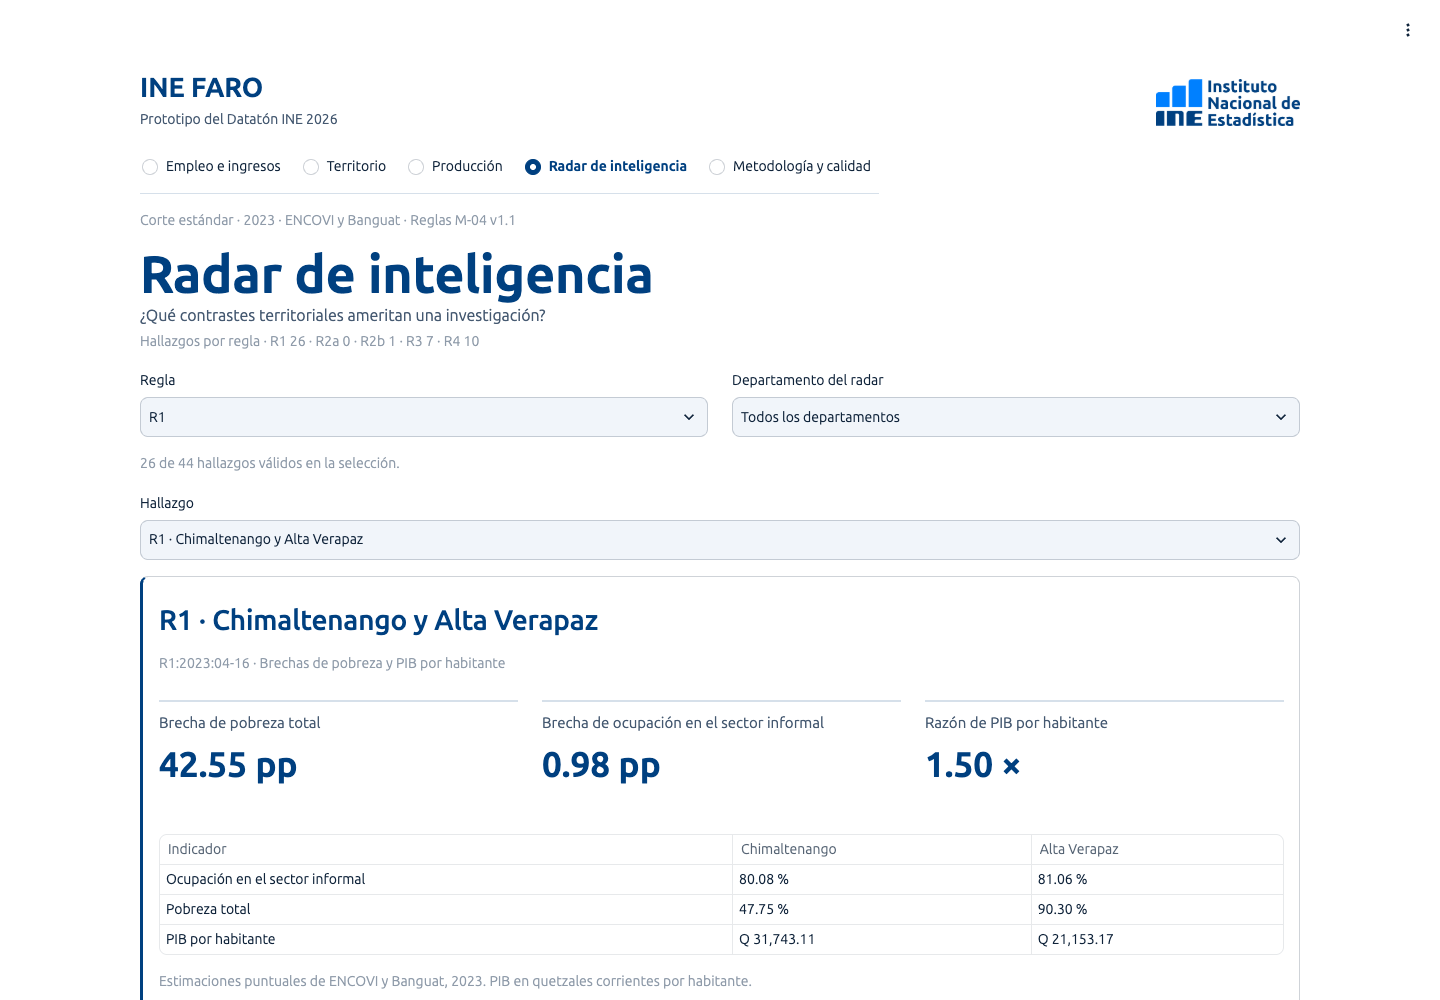 INE FARO
Prototipo del Datatón INE 2026
Instituto
Nacional de
INE Estadística
Empleo e ingresos Territorio Producción Radar de inteligencia Metodología y calidad
Corte estándar · 2023 · ENCOVI y Banguat · Reglas M-04 v1.1
Radar de inteligencia
¿Qué contrastes territoriales ameritan una investigación?
Hallazgos por regla · R1 26 · R2a 0 · R2b 1 · R3 7 · R4 10
Regla Departamento del radar
R1 Todos los departamentos
26 de 44 hallazgos válidos en la selección.
Hallazgo
R1 · Chimaltenango y Alta Verapaz
R1 · Chimaltenango y Alta Verapaz
R1:2023:04-16 · Brechas de pobreza y PIB por habitante
Brecha de pobreza total Brecha de ocupación en el sector informal Razón de PIB por habitante
42.55 pp 0.98 pp 1.50 ×
Indicador Chimaltenango Alta Verapaz
Ocupación en el sector informal 80.08 % 81.06 %
Pobreza total 47.75 % 90.30 %
PIB por habitante Q 31,743.11 Q 21,153.17
Estimaciones puntuales de ENCOVI y Banguat, 2023. PIB en quetzales corrientes por habitante.